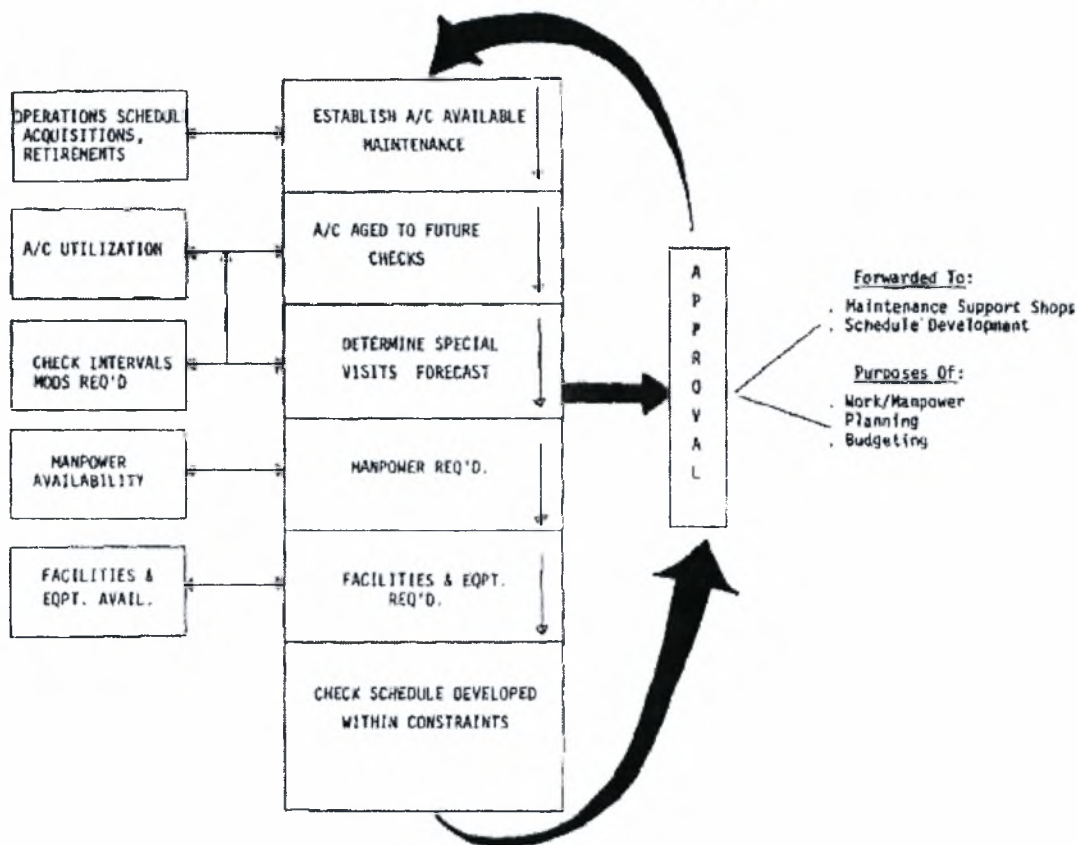 OPERATIONS SCHEDUL
ACQUISITIONS,
RETIREMENTS
A/C UTILIZATION
CHECK INTERVALS
MODS REQ'D
MANPOWER
AVAILABILITY
FACILITIES &
EQPT. AVAIL.
ESTABLISH A/C AVAILABLE
MAINTENANCE
A/C AGED TO FUTURE
CHECKS
DETERMINE SPECIAL
VISITS FORECAST
MANPOWER REQ'D.
FACILITIES & EQPT.
REQ'D.
CHECK SCHEDULE DEVELOPED
WITHIN CONSTRAINTS
A
P
P
R
O
V
A
L
Forwarded To:
. Maintenance Support Shops
. Schedule Development
Purposes Of:
. Work/Manpower
Planning
. Budgeting